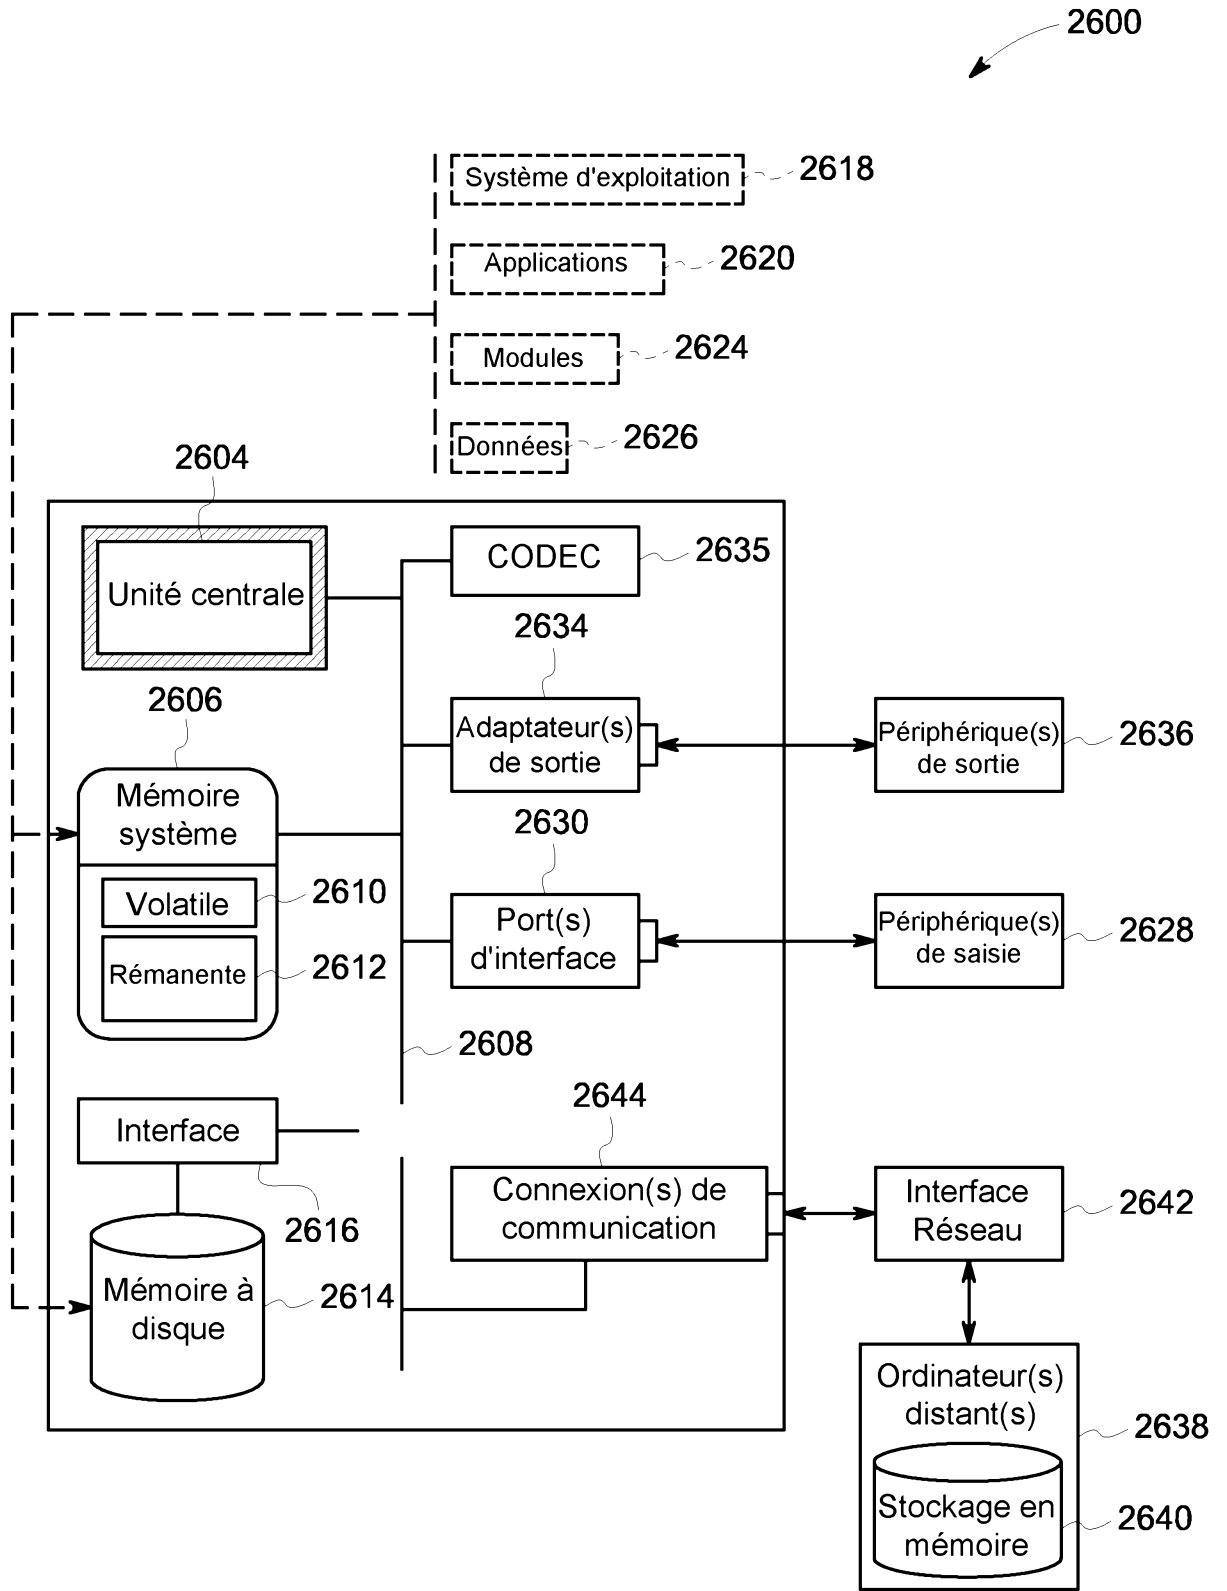 2600
Système d'exploitation
2618
Applications
2620
Modules
2624
Données
2626
2604
Unité centrale
CODEC
2635
2634
Adaptateur(s)
de sortie
Périphérique(s)
de sortie
2636
2606
Mémoire
système
Volatile
2610
Rémanente
2612
2630
Port(s)
d'interface
Périphérique(s)
de saisie
2628
2608
Interface
2616
Mémoire à
disque
2614
2644
Connexion(s) de
communication
Interface
Réseau
2642
Ordinateur(s)
distant(s)
2638
Stockage en
mémoire
2640